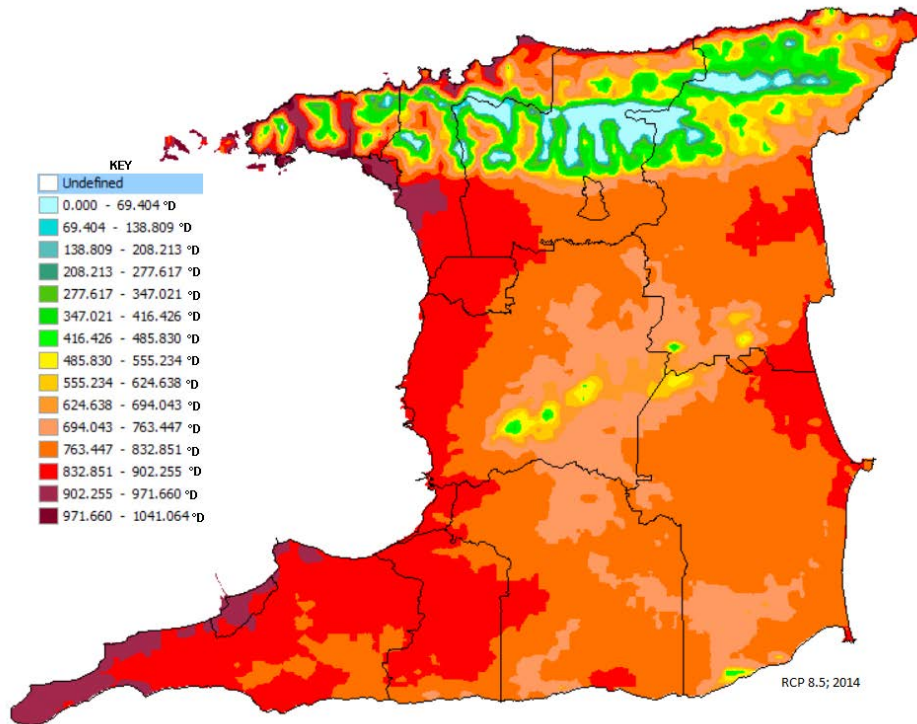 KEY
Undefined
0.000 - 69.404 °D
69.404 - 138.809 °D
138.809 - 208.213 °D
208.213 - 277.617 °D
277.617 - 347.021 °D
347.021 - 416.426 °D
416.426 - 485.830 °D
485.830 - 555.234 °D
555.234 - 624.638 °D
624.638 - 694.043 °D
694.043 - 763.447 °D
763.447 - 832.851 °D
832.851 - 902.255 °D
902.255 - 971.660 °D
971.660 - 1041.064 °D
RCP 8.5; 2014